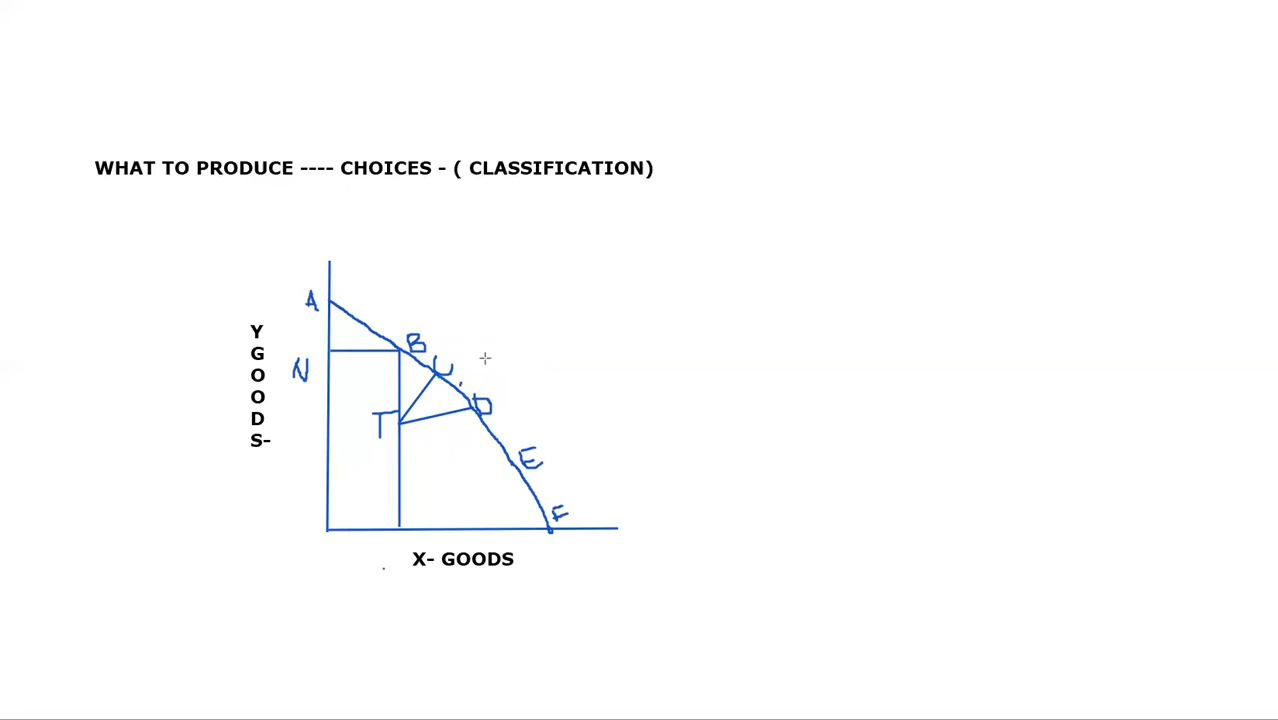 WHAT TO PRODUCE ---- CHOICES - ( CLASSIFICATION)
A
Y
G
O
O
D
S-
N
B
C
T
D
E
F
X- GOODS